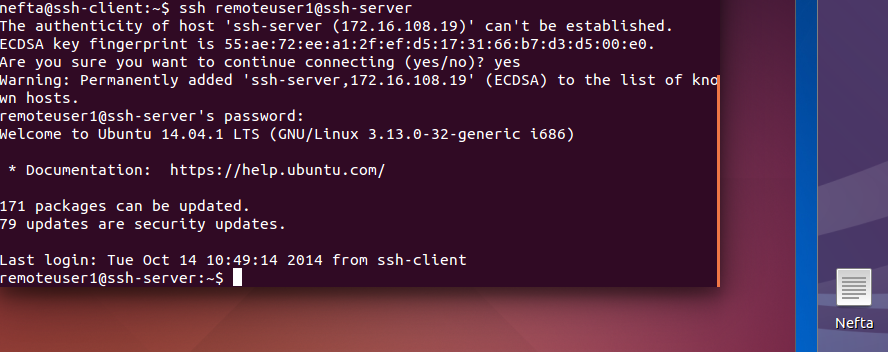 nefta@ssh-client:~$ ssh remoteuser1@ssh-server
The authenticity of host 'ssh-server (172.16.108.19)' can't be established.
ECDSA key fingerprint is 55:ae:72:ee:a1:2f:ef:d5:17:31:66:b7:d3:d5:00:e0.
Are you sure you want to continue connecting (yes/no)? yes
Warning: Permanently added 'ssh-server,172.16.108.19' (ECDSA) to the list of kno
wn hosts.
remoteuser1@ssh-server's password:
Welcome to Ubuntu 14.04.1 LTS (GNU/Linux 3.13.0-32-generic i686)
* Documentation:  https://help.ubuntu.com/
171 packages can be updated.
79 updates are security updates.
Last login: Tue Oct 14 10:49:14 2014 from ssh-client
remoteuser1@ssh-server:~$
Nefta